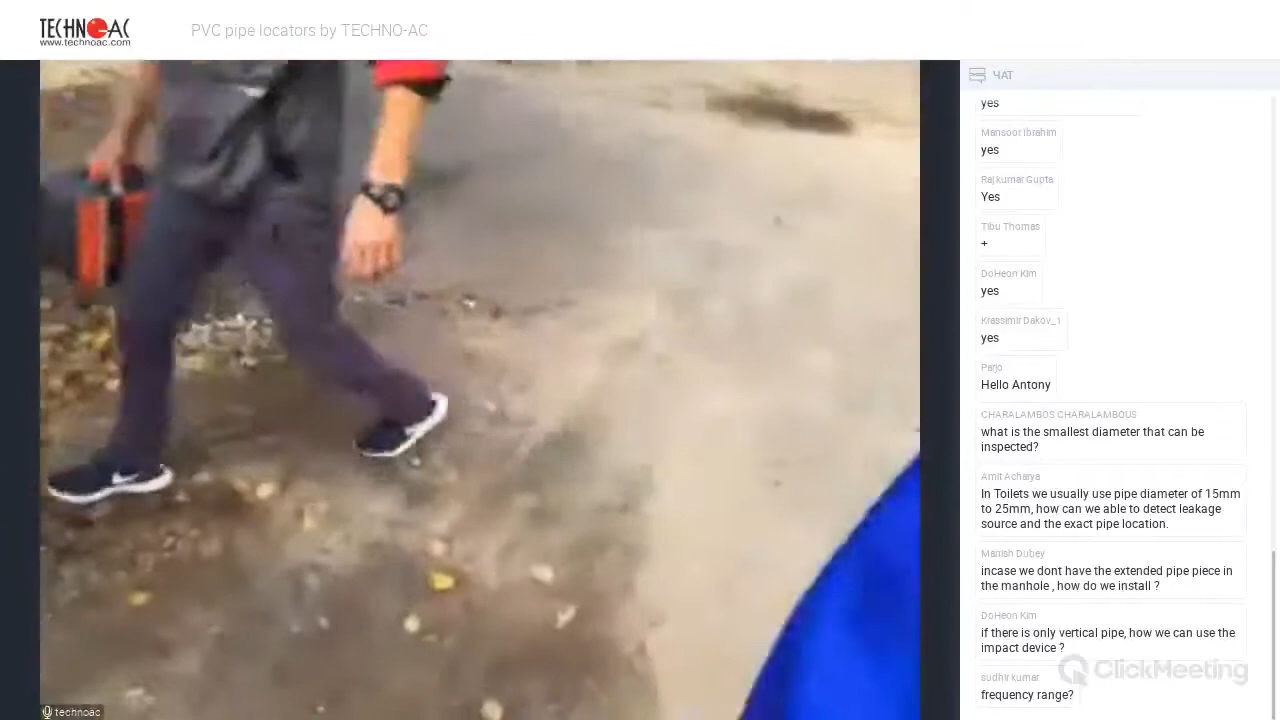 TECHNO-AC
www.technoac.com
PVC pipe locators by TECHNO-AC
ЧАТ
yes
Mansoor Ibrahim
yes
Rajkumar Gupta
Yes
Tibu Thomas
+
DoHeon Kim
yes
Krassimir Dakov_1
yes
Parjo
Hello Antony
CHARALAMBOS CHARALAMBOUS
what is the smallest diameter that can be
inspected?
Amit Acharya
In Toilets we usually use pipe diameter of 15mm
to 25mm, how can we able to detect leakage
source and the exact pipe location.
Manish Dubey
incase we dont have the extended pipe piece in
the manhole , how do we install ?
DoHeon Kim
if there is only vertical pipe, how we can use the
impact device ?
sudhir kumar
frequency range?
ClickMeeting
technoac